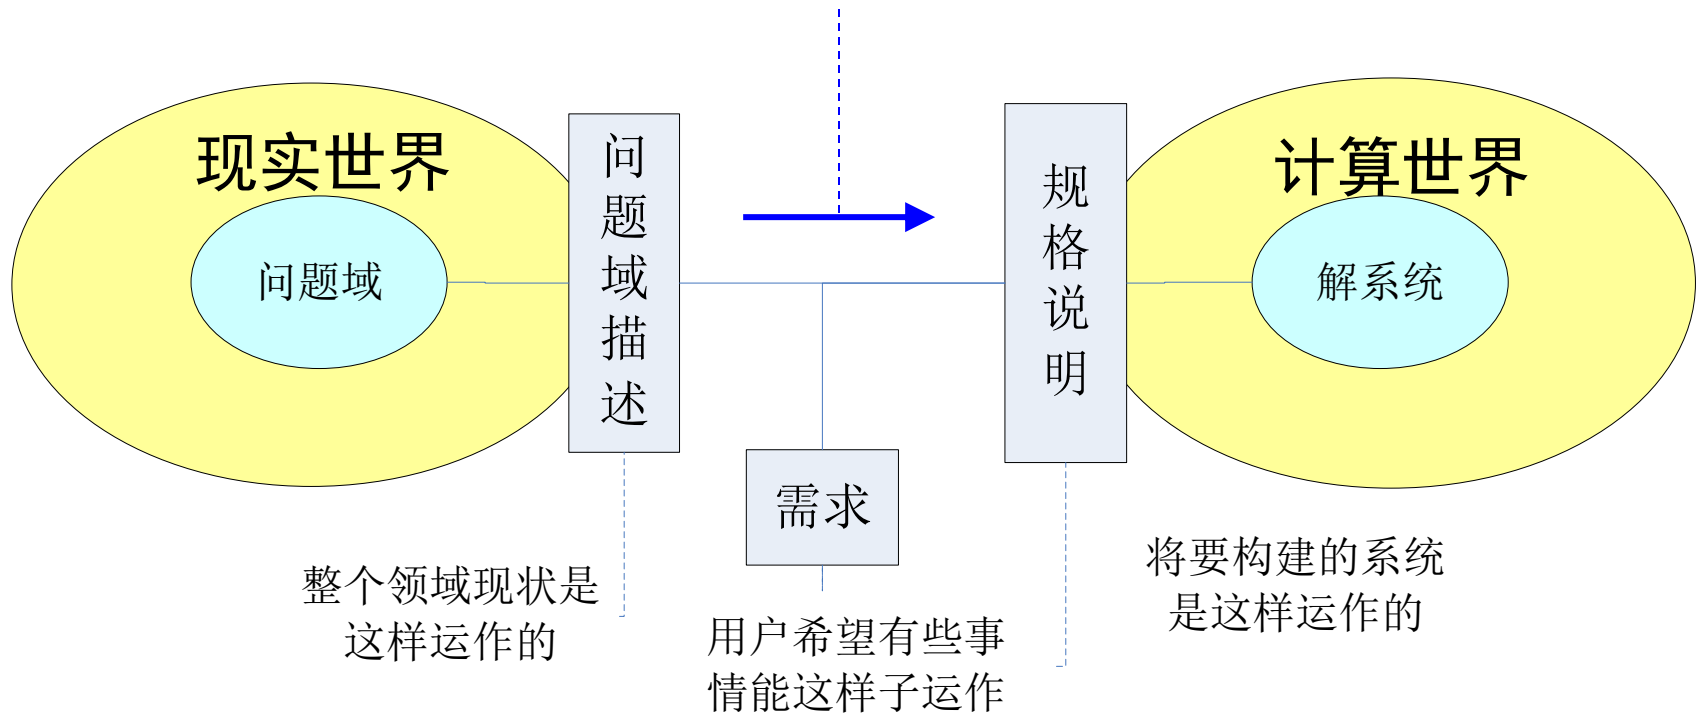 现实世界
问题域
问题域描述
规格说明
计算世界
解系统
需求
整个领域现状是
这样运作的
用户希望有些事
情能这样子运作
将要构建的系统
是这样运作的